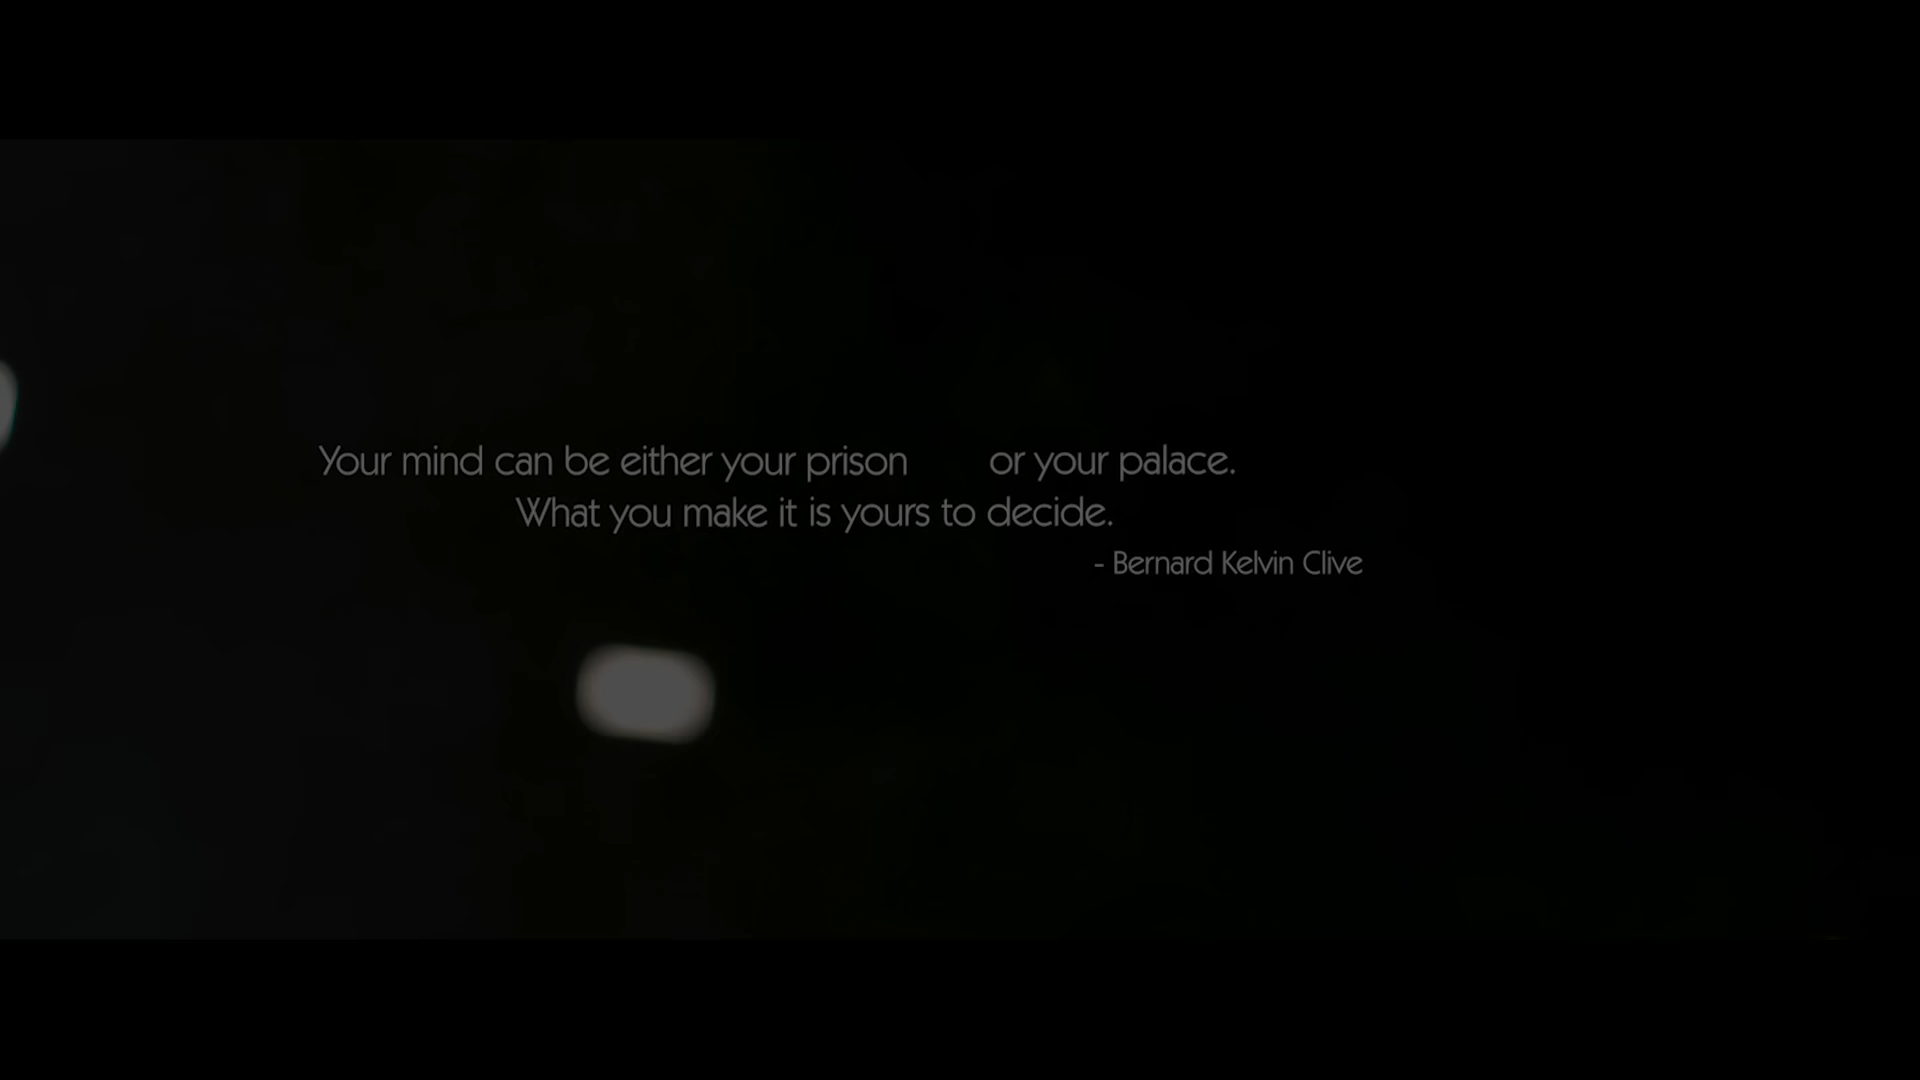 Your mind can be either your prison or your palace.
What you make it is yours to decide.
- Bernard Kelvin Clive